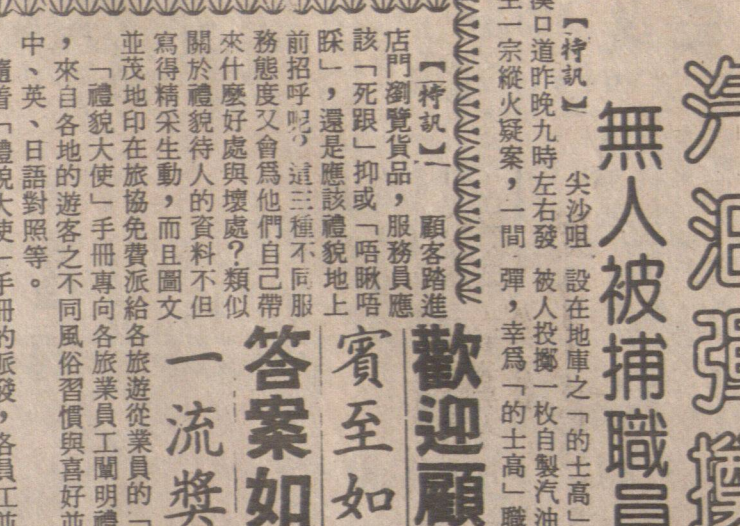 汽油彈
無人被捕職員
【特訊】 尖沙咀
漢口道昨晚九時左右發
生一宗縱火疑案，一間
設在地庫之「的士高」
被人投擲一枚自製汽油
彈，幸爲「的士高」職
歡迎顧
賓至如
答案如
一流獎
【特訊】 顧客踏進
店門瀏覽貨品，服務員應
該「死跟」抑或「唔瞅唔
睬」，還是應該禮貌地上
前招呼呢？這三種不同服
務態度又會爲他們自己帶
來什麽好處與壞處？類似
關於禮貌待人的資料不但
寫得精采生動，而且圖文
並茂地印在旅協免費派給各旅遊從業員的「
「禮貌大使」手冊專向各旅業員工闡明禮
，來自各地的遊客之不同風俗習慣與喜好並
中、英、日語對照等。
隨着「禮貌大使」手冊的派發，各員工並